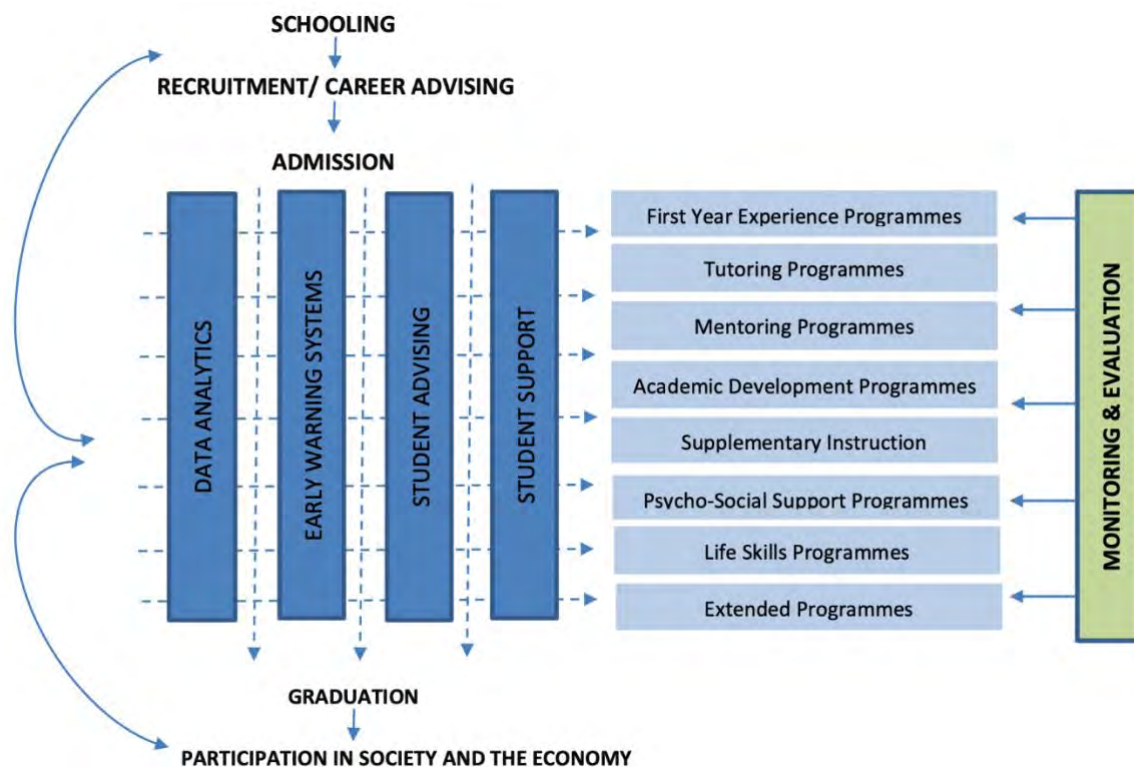 SCHOOLING
RECRUITMENT/ CAREER ADVISING
ADMISSION
DATA ANALYTICS
EARLY WARNING SYSTEMS
STUDENT ADVISING
STUDENT SUPPORT
First Year Experience Programmes
Tutoring Programmes
Mentoring Programmes
Academic Development Programmes
Supplementary Instruction
Psycho-Social Support Programmes
Life Skills Programmes
Extended Programmes
MONITORING & EVALUATION
GRADUATION
PARTICIPATION IN SOCIETY AND THE ECONOMY